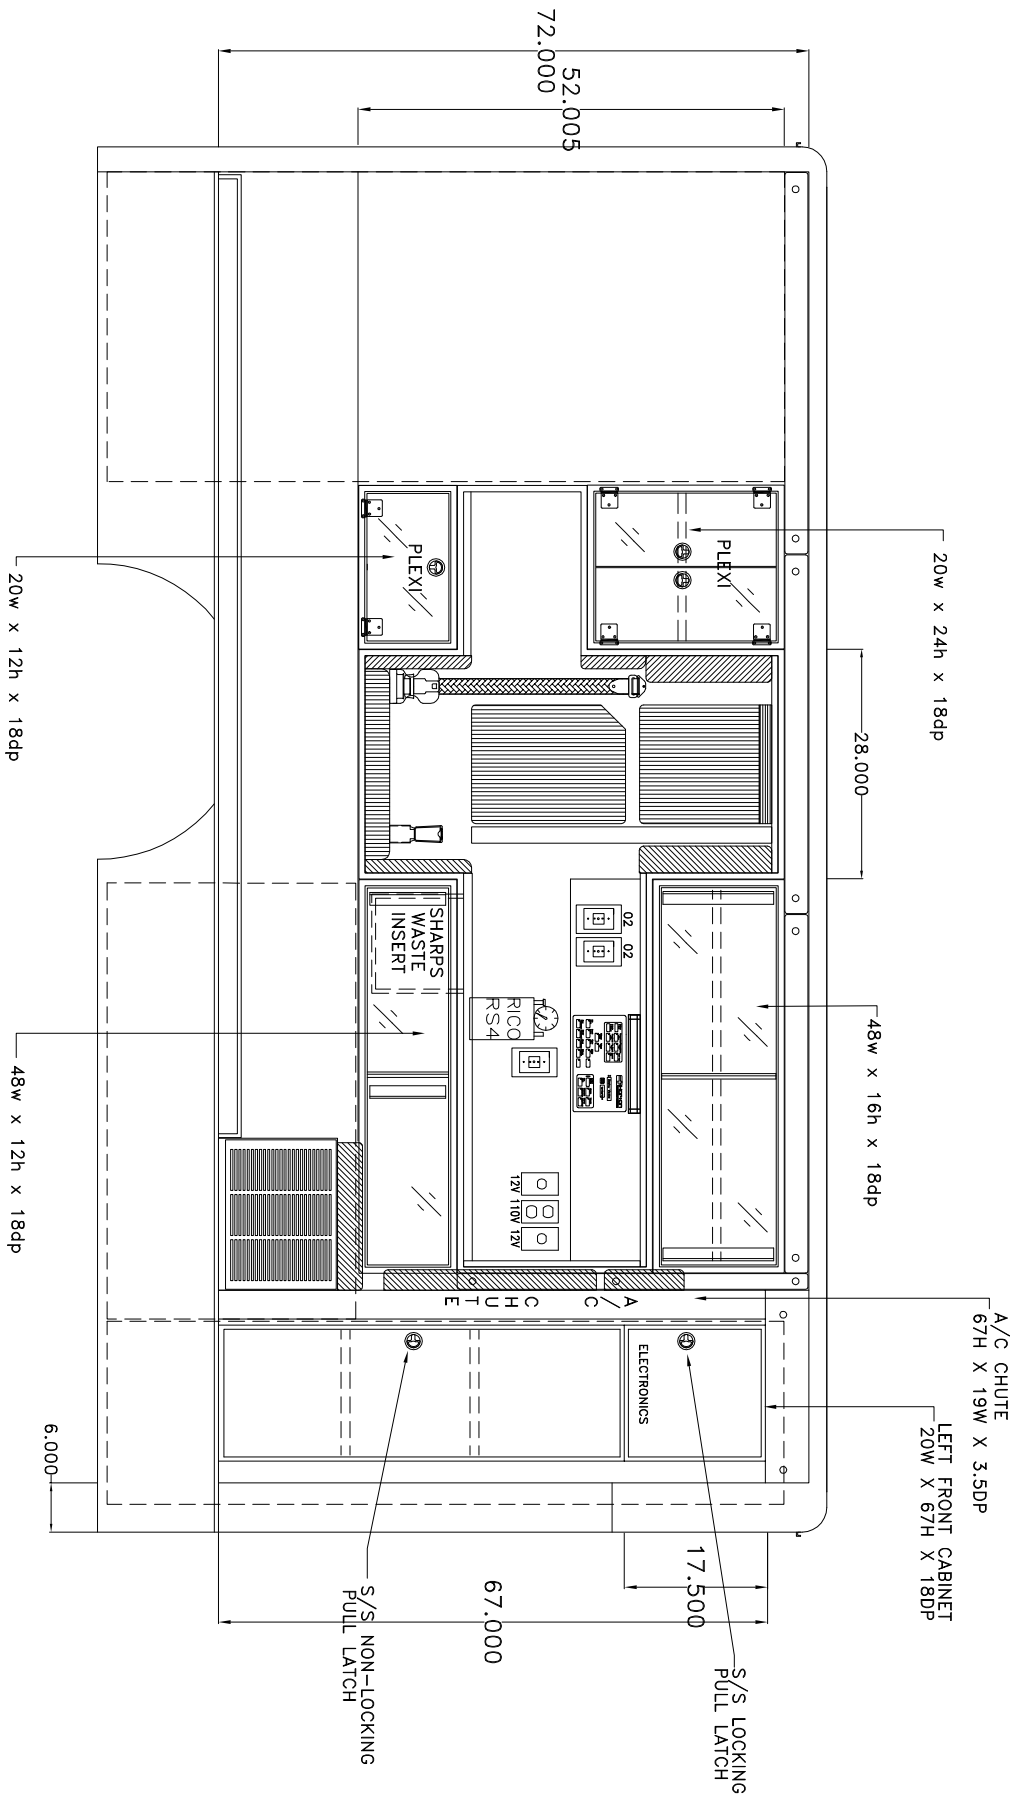 A/C CHUTE
67H X 19W X 3.5DP
LEFT FRONT CABINET
20W X 67H X 18DP
20w x 24h x 18dp
48w x 16h x 18dp
28.000
72.000
52.005
PLEXI
PLEXI
O2
O2
RICO
RS4
12V
110V
12V
SHARPS
WASTE
INSERT
A/C
CHUTE
ELECTRONICS
17.500
67.000
S/S LOCKING
PULL LATCH
S/S NON-LOCKING
PULL LATCH
6.000
20w x 12h x 18dp
48w x 12h x 18dp